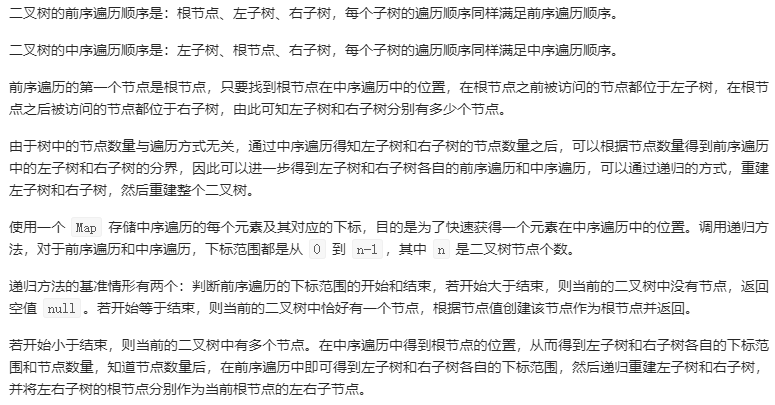 二叉树的前序遍历顺序是：根节点、左子树、右子树，每个子树的遍历顺序同样满足前序遍历顺序。
二叉树的中序遍历顺序是：左子树、根节点、右子树，每个子树的遍历顺序同样满足中序遍历顺序。
前序遍历的第一个节点是根节点，只要找到根节点在中序遍历中的位置，在根节点之前被访问的节点都位于左子树，在根节
点之后被访问的节点都位于右子树，由此可知左子树和右子树分别有多少个节点。
由于树中的节点数量与遍历方式无关，通过中序遍历得知左子树和右子树的节点数量之后，可以根据节点数量得到前序遍历
中的左子树和右子树的分界，因此可以进一步得到左子树和右子树各自的前序遍历和中序遍历，可以通过递归的方式，重建
左子树和右子树，然后重建整个二叉树。
使用一个 Map 存储中序遍历的每个元素及其对应的下标，目的是为了快速获得一个元素在中序遍历中的位置。调用递归方
法，对于前序遍历和中序遍历，下标范围都是从 0 到 n-1，其中 n 是二叉树节点个数。
递归方法的基准情形有两个：判断前序遍历的下标范围的开始和结束，若开始大于结束，则当前的二叉树中没有节点，返回
空值 null 。若开始等于结束，则当前的二叉树中恰好有一个节点，根据节点值创建该节点作为根节点并返回。
若开始小于结束，则当前的二叉树中有多个节点。在中序遍历中得到根节点的位置，从而得到左子树和右子树各自的下标范
围和节点数量，知道节点数量后，在前序遍历中即可得到左子树和右子树各自的下标范围，然后递归重建左子树和右子树，
并将左右子树的根节点分别作为当前根节点的左右子节点。